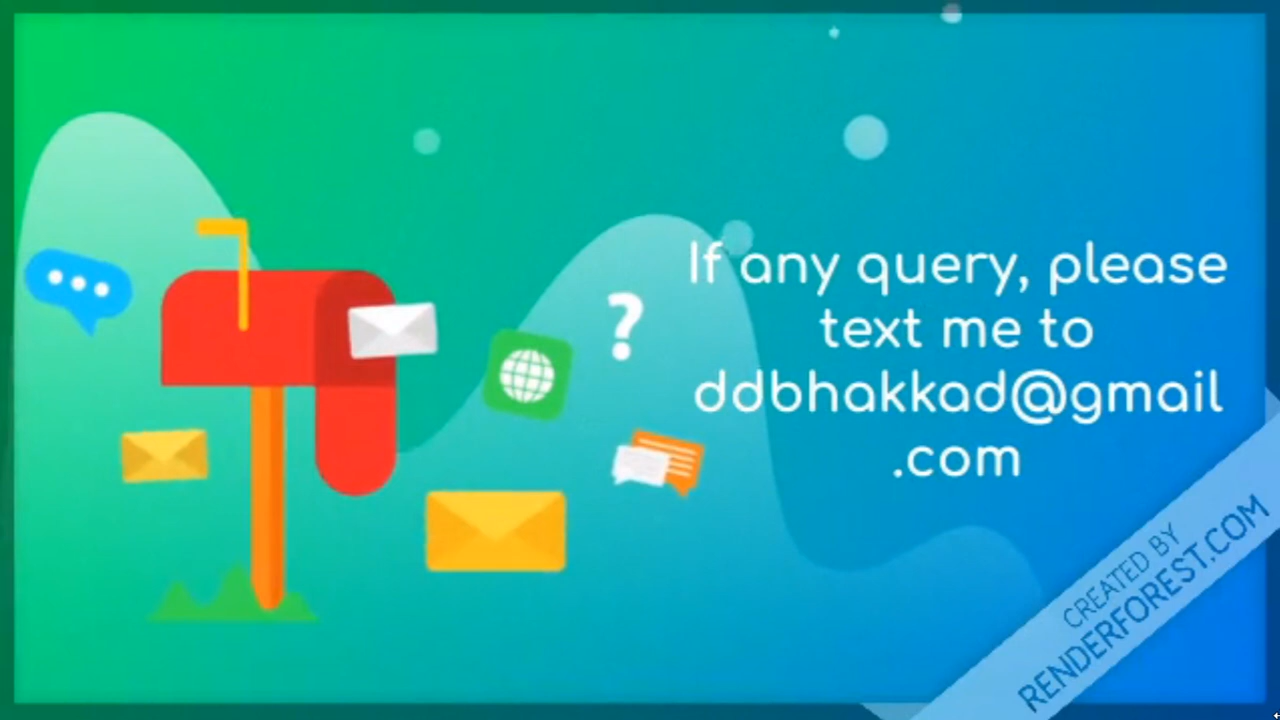 If any query, please
text me to
ddbhakkad@gmail
.com
CREATED BY
RENDERFOREST.COM